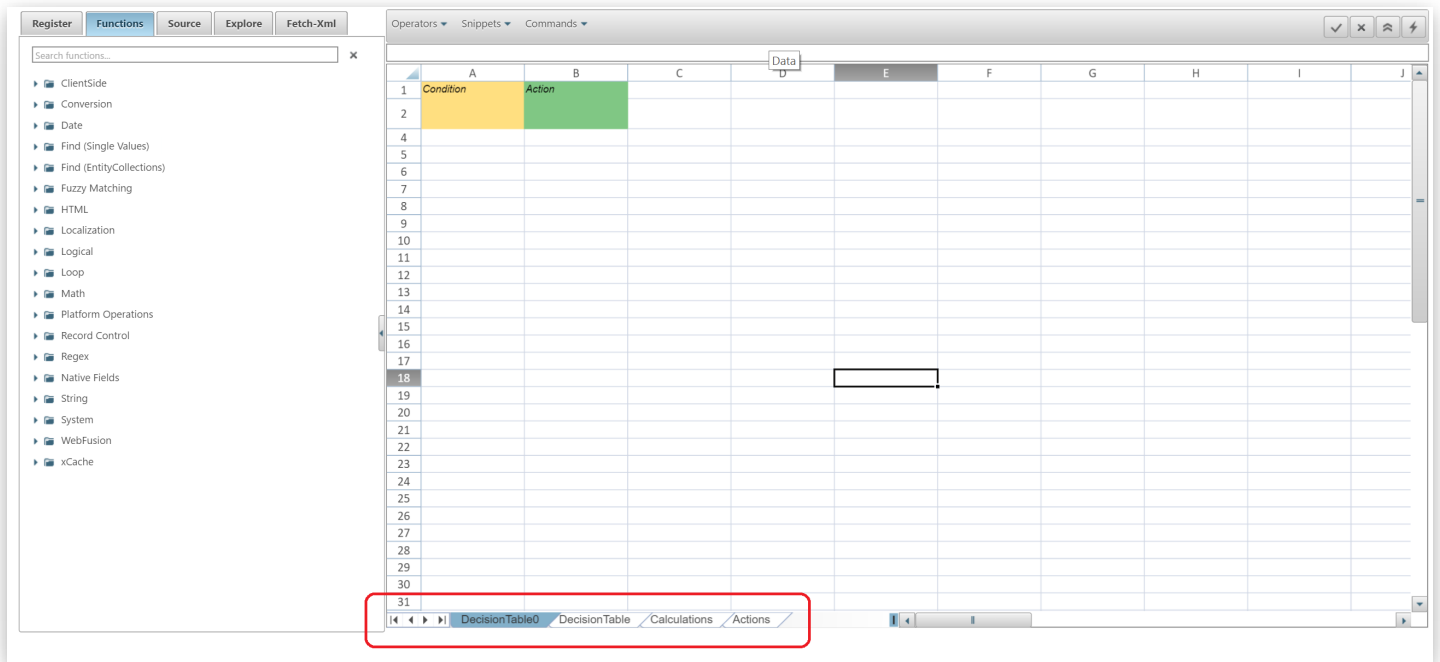 Register Functions Source Explore Fetch-Xml
Operators Snippets Commands
Search functions...
ClientSide
Conversion
Date
Find (Single Values)
Find (EntityCollections)
Fuzzy Matching
HTML
Localization
Logical
Loop
Math
Platform Operations
Record Control
Regex
Native Fields
String
System
WebFusion
xCache
Data
A B C D E F G H I J
1 Condition Action
2
4
5
6
7
8
9
10
11
12
13
14
15
16
17
18
19
20
21
22
23
24
25
26
27
28
29
30
31
DecisionTable0 DecisionTable Calculations Actions